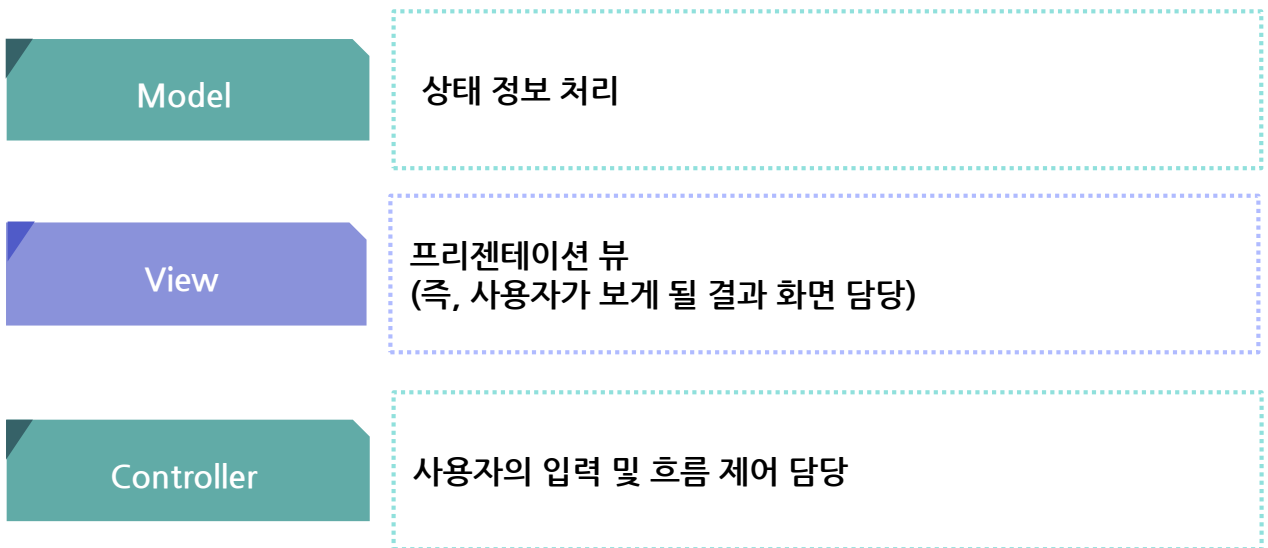 Model
상태 정보 처리
View
프리젠테이션 뷰
(즉, 사용자가 보게 될 결과 화면 담당)
Controller
사용자의 입력 및 흐름 제어 담당